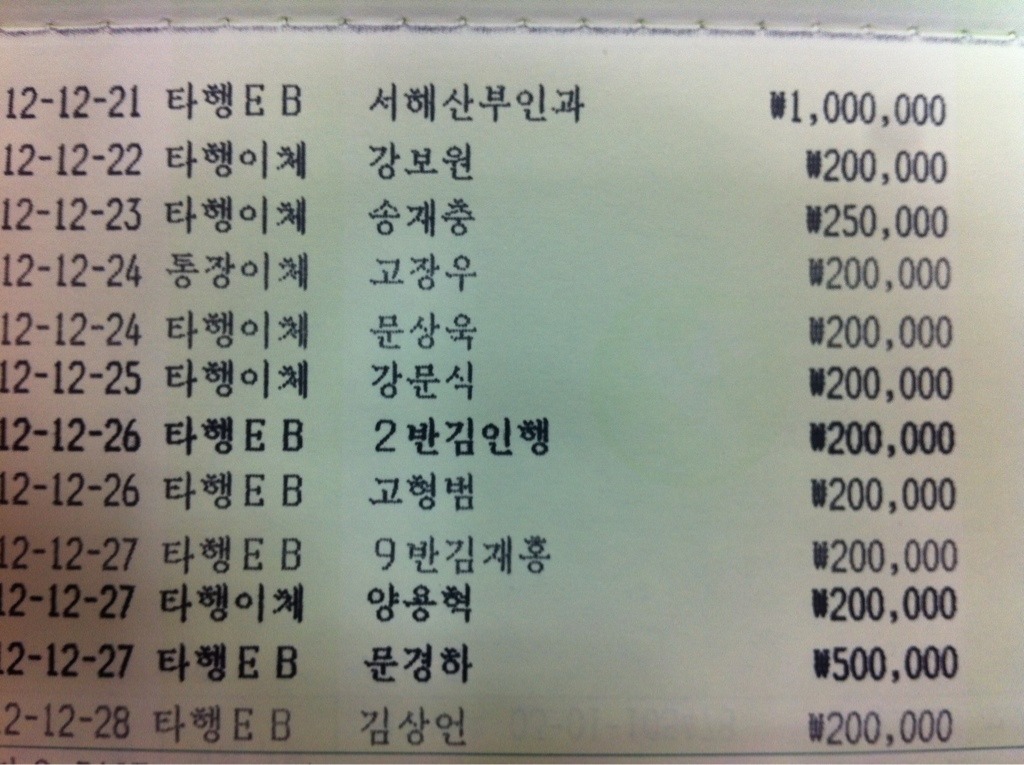 12-12-21 타행EB 서해산부인과 ₩1,000,000
12-12-22 타행이체 강보원 ₩200,000
12-12-23 타행이체 송재충 ₩250,000
12-12-24 통장이체 고장우 ₩200,000
12-12-24 타행이체 문상욱 ₩200,000
12-12-25 타행이체 강문식 ₩200,000
12-12-26 타행EB 2반김인행 ₩200,000
12-12-26 타행EB 고형범 ₩200,000
12-12-27 타행EB 9반김재홍 ₩200,000
12-12-27 타행이체 양용혁 ₩200,000
12-12-27 타행EB 문경하 ₩500,000
2-12-28 타행EB 김상언 ₩200,000